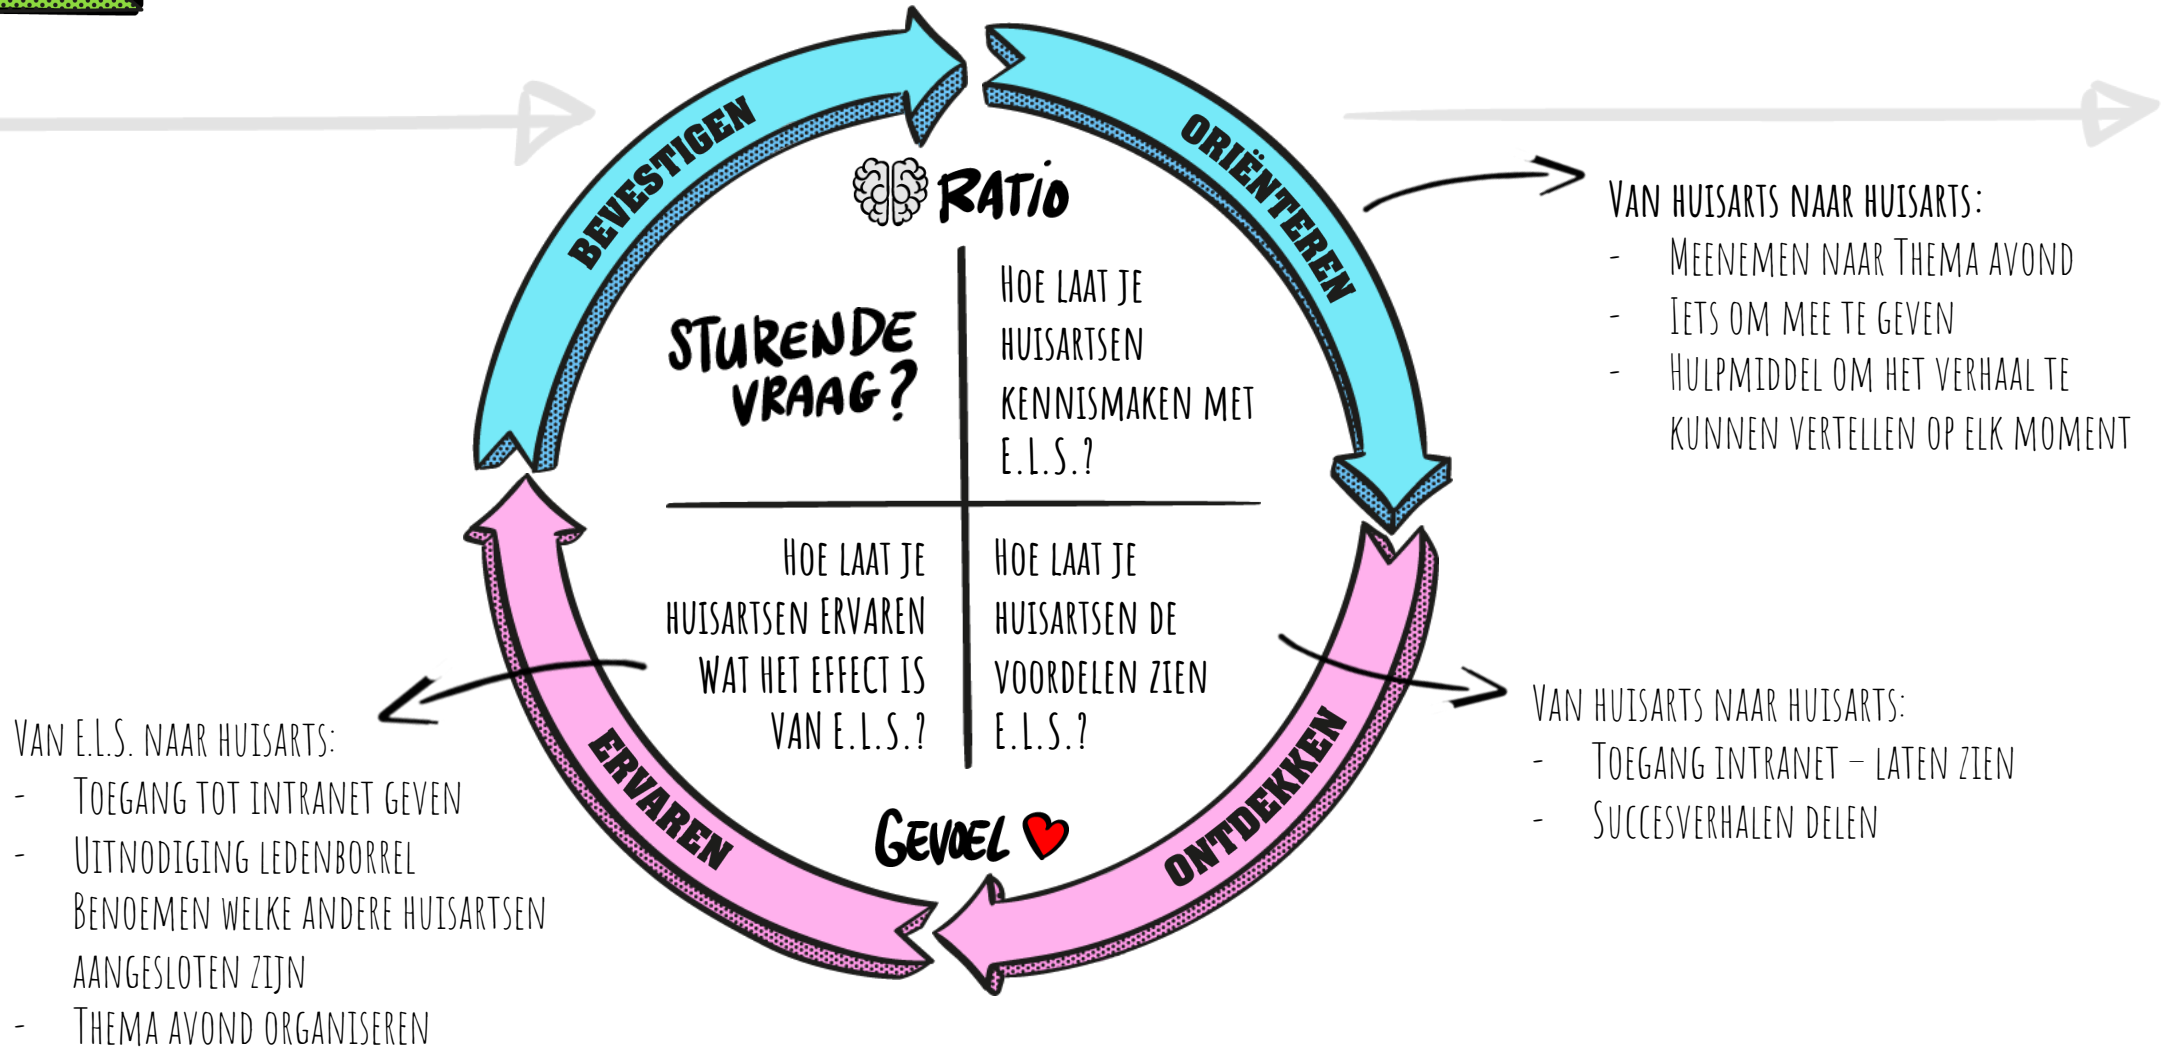 BEVESTIGEN
ORIËNTEREN
RATIO
STURENDE
VRAAG?
HOE LAAT JE
HUISARTSEN
KENNISMAKEN MET
E.L.S.?
VAN HUISARTS NAAR HUISARTS:
- MEENEMEN NAAR THEMA AVOND
- IETS OM MEE TE GEVEN
- HULPMIDDEL OM HET VERHAAL TE
KUNNEN VERTELLEN OP ELK MOMENT
HOE LAAT JE
HUISARTSEN ERVAREN
WAT HET EFFECT IS
VAN E.L.S.?
HOE LAAT JE
HUISARTSEN DE
VOORDELEN ZIEN
E.L.S.?
VAN HUISARTS NAAR HUISARTS:
- TOEGANG INTRANET – LATEN ZIEN
- SUCCESVERHALEN DELEN
ONTDEKKEN
GEVOEL
ERVAREN
VAN E.L.S. NAAR HUISARTS:
- TOEGANG TOT INTRANET GEVEN
- UITNODIGING LEDENBORREL
BENOEMEN WELKE ANDERE HUISARTSEN
AANGESLOTEN ZIJN
- THEMA AVOND ORGANISEREN